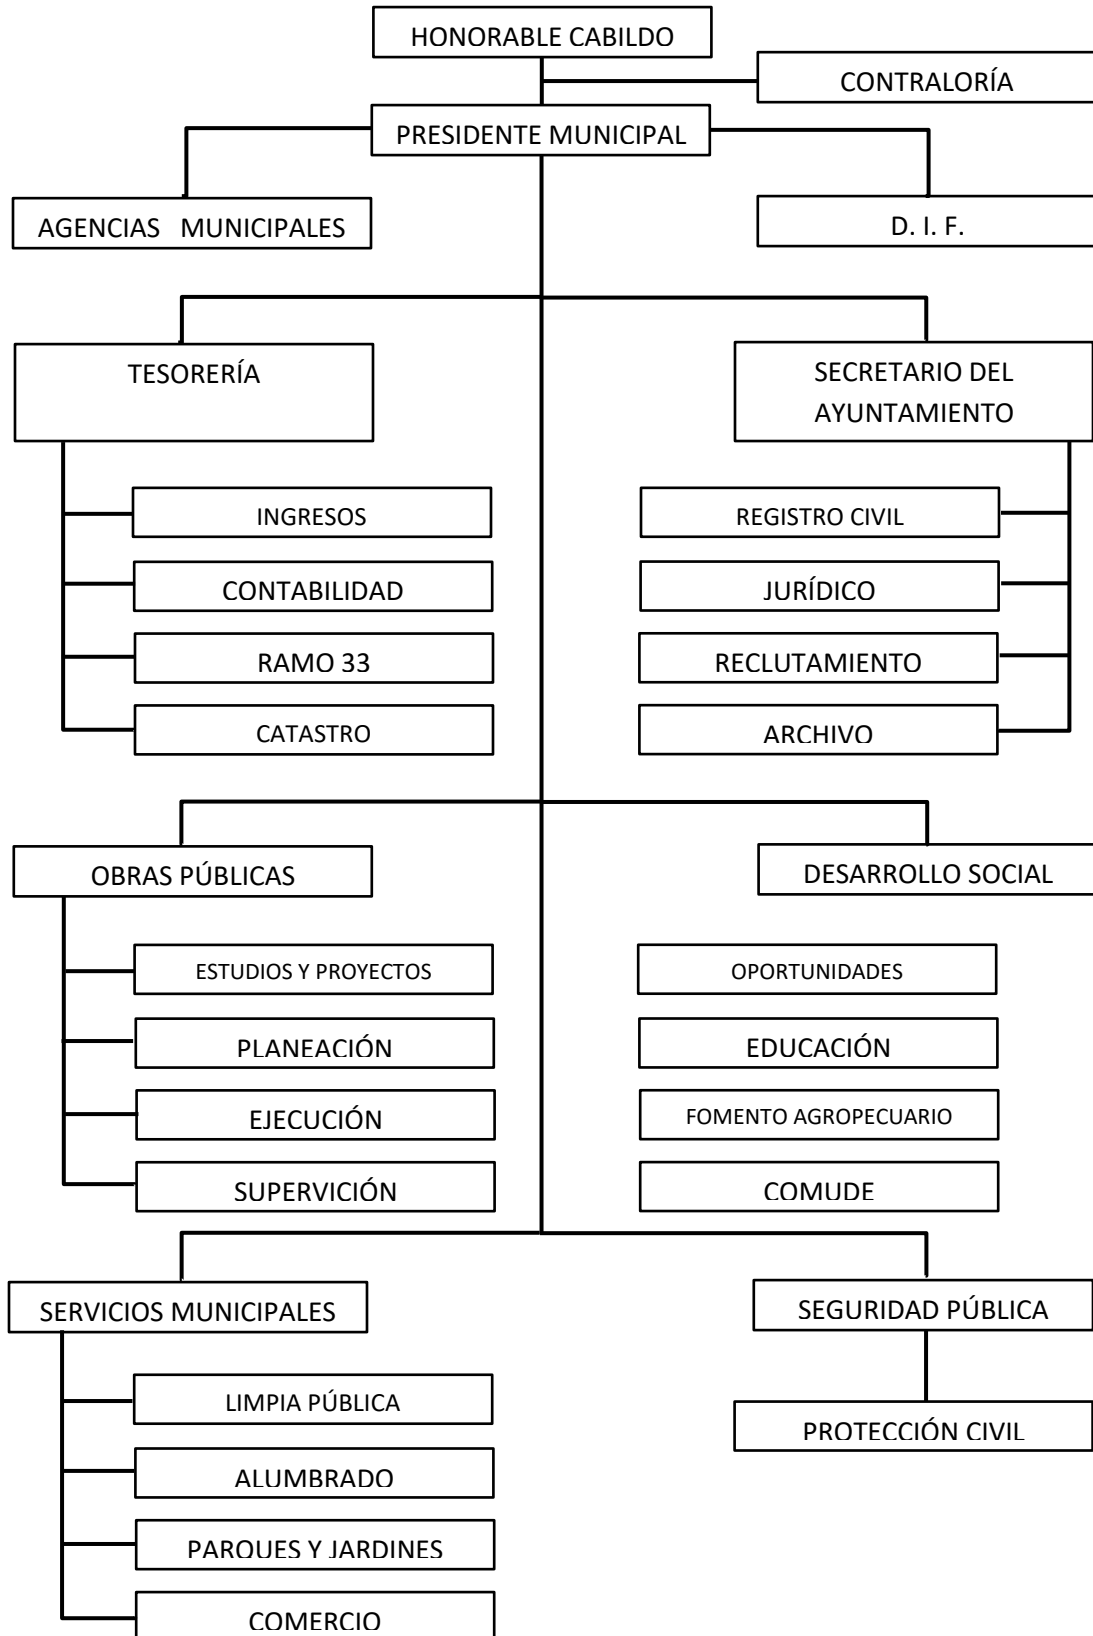 HONORABLE CABILDO
CONTRALORÍA
PRESIDENTE MUNICIPAL
AGENCIAS MUNICIPALES
D. I. F.
TESORERÍA
SECRETARIO DEL
AYUNTAMIENTO
INGRESOS
REGISTRO CIVIL
CONTABILIDAD
JURÍDICO
RAMO 33
RECLUTAMIENTO
CATASTRO
ARCHIVO
OBRAS PÚBLICAS
DESARROLLO SOCIAL
ESTUDIOS Y PROYECTOS
OPORTUNIDADES
PLANEACIÓN
EDUCACIÓN
EJECUCIÓN
FOMENTO AGROPECUARIO
SUPERVICIÓN
COMUDE
SERVICIOS MUNICIPALES
SEGURIDAD PÚBLICA
LIMPIA PÚBLICA
PROTECCIÓN CIVIL
ALUMBRADO
PARQUES Y JARDINES
COMERCIO